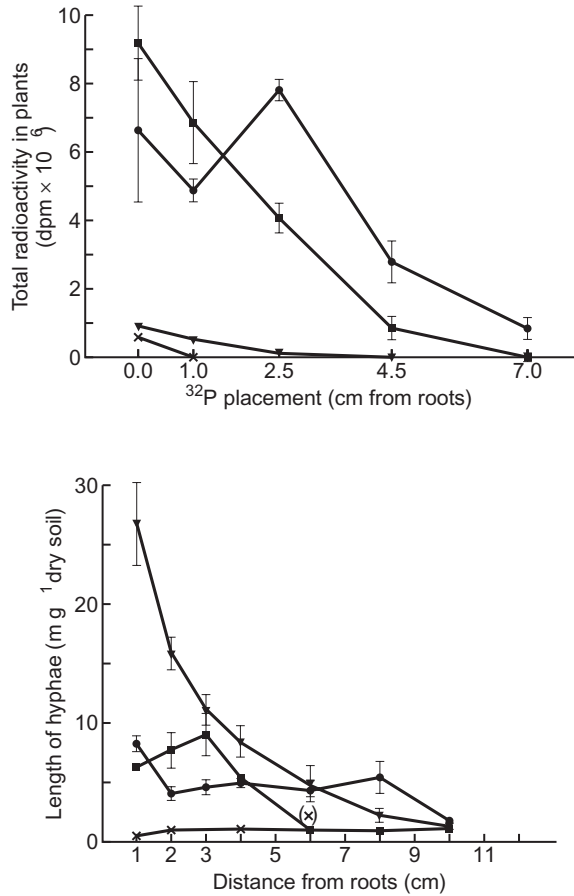 10
8
6
4
2
0
Total radioactivity in plants
(dpm × 10 6)
0.0 1.0 2.5 4.5 7.0
32P placement (cm from roots)
30
20
10
0
Length of hyphae (m g 1 dry soil)
(×)
1 2 3 5 7 9 11
Distance from roots (cm)